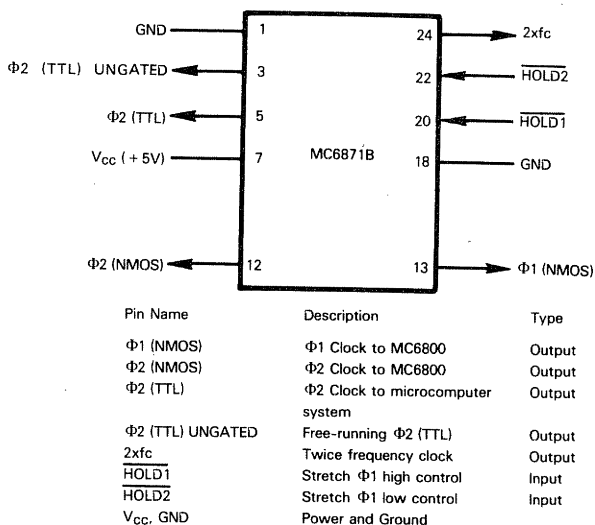 GND 1 24 2xfc
Φ2 (TTL) UNGATED 3 22 HOLD2
Φ2 (TTL) 5 20 HOLD1
VCC (+5V) 7 MC6871B 18 GND
Φ2 (NMOS) 12 13 Φ1 (NMOS)
Pin Name Description Type
Φ1 (NMOS) Φ1 Clock to MC6800 Output
Φ2 (NMOS) Φ2 Clock to MC6800 Output
Φ2 (TTL) Φ2 Clock to microcomputer Output
system
Φ2 (TTL) UNGATED Free-running Φ2 (TTL) Output
2xfc Twice frequency clock Output
HOLD1 Stretch Φ1 high control Input
HOLD2 Stretch Φ1 low control Input
VCC, GND Power and Ground